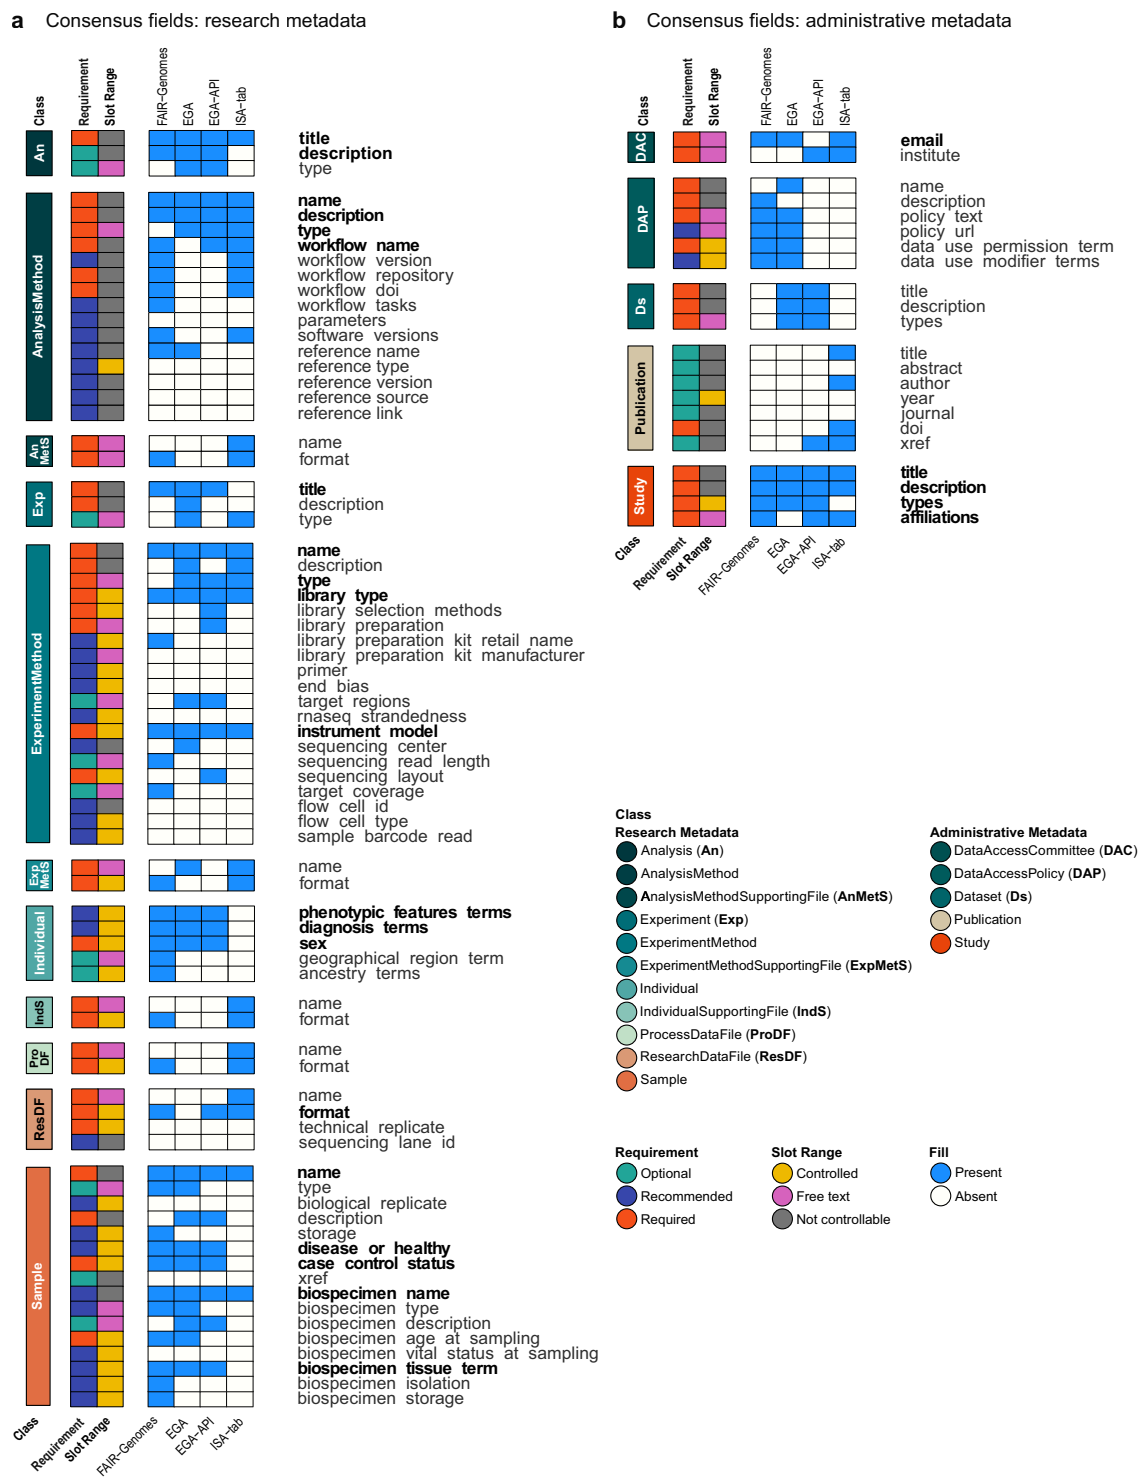 a Consensus fields: research metadata
Class
Requirement
Slot Range
FAIR-Genomes
EGA
EGA-API
ISA-tab
An
title
description
type
AnalysisMethod
name
description
type
workflow name
workflow version
workflow repository
workflow doi
workflow tasks
parameters
software versions
reference name
reference type
reference version
reference source
reference link
An
MetS
name
format
Exp
title
description
type
ExperimentMethod
name
description
type
library type
library selection methods
library preparation
library preparation kit retail name
library preparation kit manufacturer
primer
end bias
target regions
rnaseq strandedness
instrument model
sequencing center
sequencing read length
sequencing layout
target coverage
flow cell id
flow cell type
sample barcode read
Exp
MetS
name
format
Individual
phenotypic features terms
diagnosis terms
sex
geographical region term
ancestry terms
IndS
name
format
Pro
DF
name
format
ResDF
name
format
technical replicate
sequencing lane id
Sample
name
type
biological replicate
description
storage
disease or healthy
case control status
xref
biospecimen name
biospecimen type
biospecimen description
biospecimen age at sampling
biospecimen vital status at sampling
biospecimen tissue term
biospecimen isolation
biospecimen storage
Class
Requirement
Slot Range
FAIR-Genomes
EGA
EGA-API
ISA-tab
b Consensus fields: administrative metadata
Class
Requirement
Slot Range
FAIR-Genomes
EGA
EGA-API
ISA-tab
DAC
email
institute
DAP
name
description
policy text
policy url
data use permission term
data use modifier terms
Ds
title
description
types
Publication
title
abstract
author
year
journal
doi
xref
Study
title
description
types
affiliations
Class
Requirement
Slot Range
FAIR-Genomes
EGA
EGA-API
ISA-tab
Class
Research Metadata
Analysis (An)
AnalysisMethod
AnalysisMethodSupportingFile (AnMetS)
Experiment (Exp)
ExperimentMethod
ExperimentMethodSupportingFile (ExpMetS)
Individual
IndividualSupportingFile (IndS)
ProcessDataFile (ProDF)
ResearchDataFile (ResDF)
Sample
Administrative Metadata
DataAccessCommittee (DAC)
DataAccessPolicy (DAP)
Dataset (Ds)
Publication
Study
Requirement
Optional
Recommended
Required
Slot Range
Controlled
Free text
Not controllable
Fill
Present
Absent